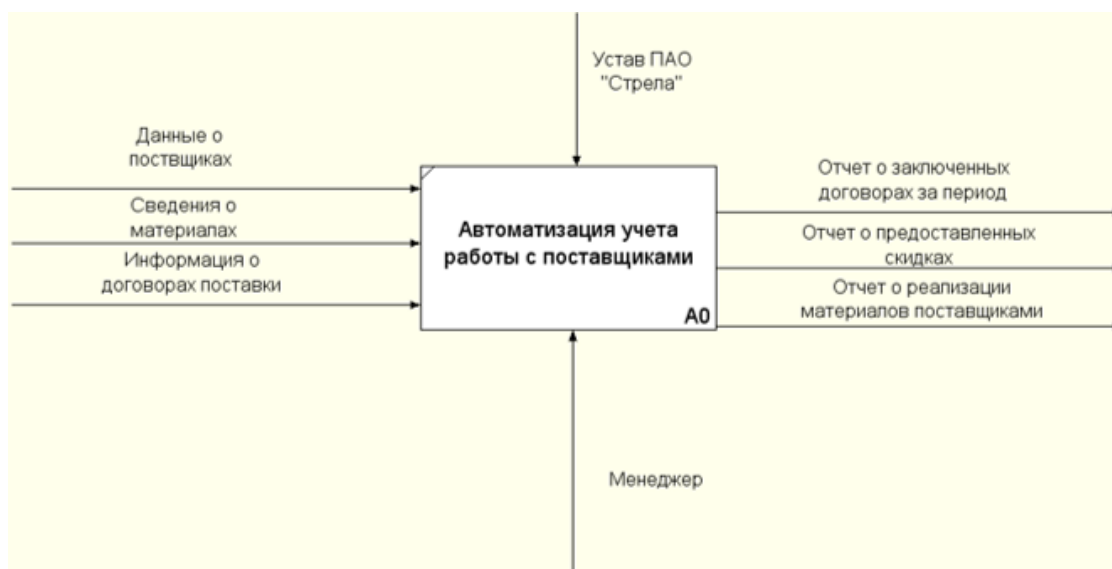 Устав ПАО
"Стрела"
Данные о
поствщиках
Сведения о
материалах
Информация о
договорах поставки
Автоматизация учета
работы с поставщиками
A0
Отчет о заключенных
договорах за период
Отчет о предоставленных
скидках
Отчет о реализации
материалов поставщиками
Менеджер